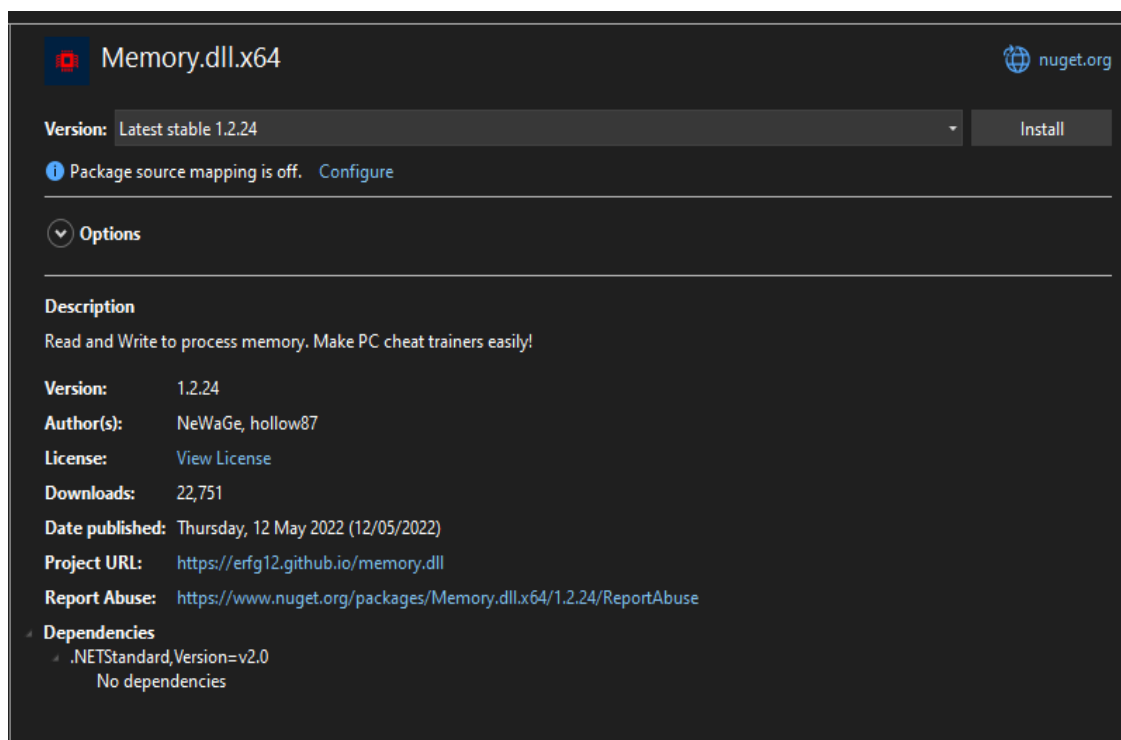 Memory.dll.x64
nuget.org
Version: Latest stable 1.2.24 Install
Package source mapping is off. Configure
Options
Description
Read and Write to process memory. Make PC cheat trainers easily!
Version: 1.2.24
Author(s): NeWaGe, hollow87
License: View License
Downloads: 22,751
Date published: Thursday, 12 May 2022 (12/05/2022)
Project URL: https://erfg12.github.io/memory.dll
Report Abuse: https://www.nuget.org/packages/Memory.dll.x64/1.2.24/ReportAbuse
Dependencies
.NETStandard,Version=v2.0
No dependencies